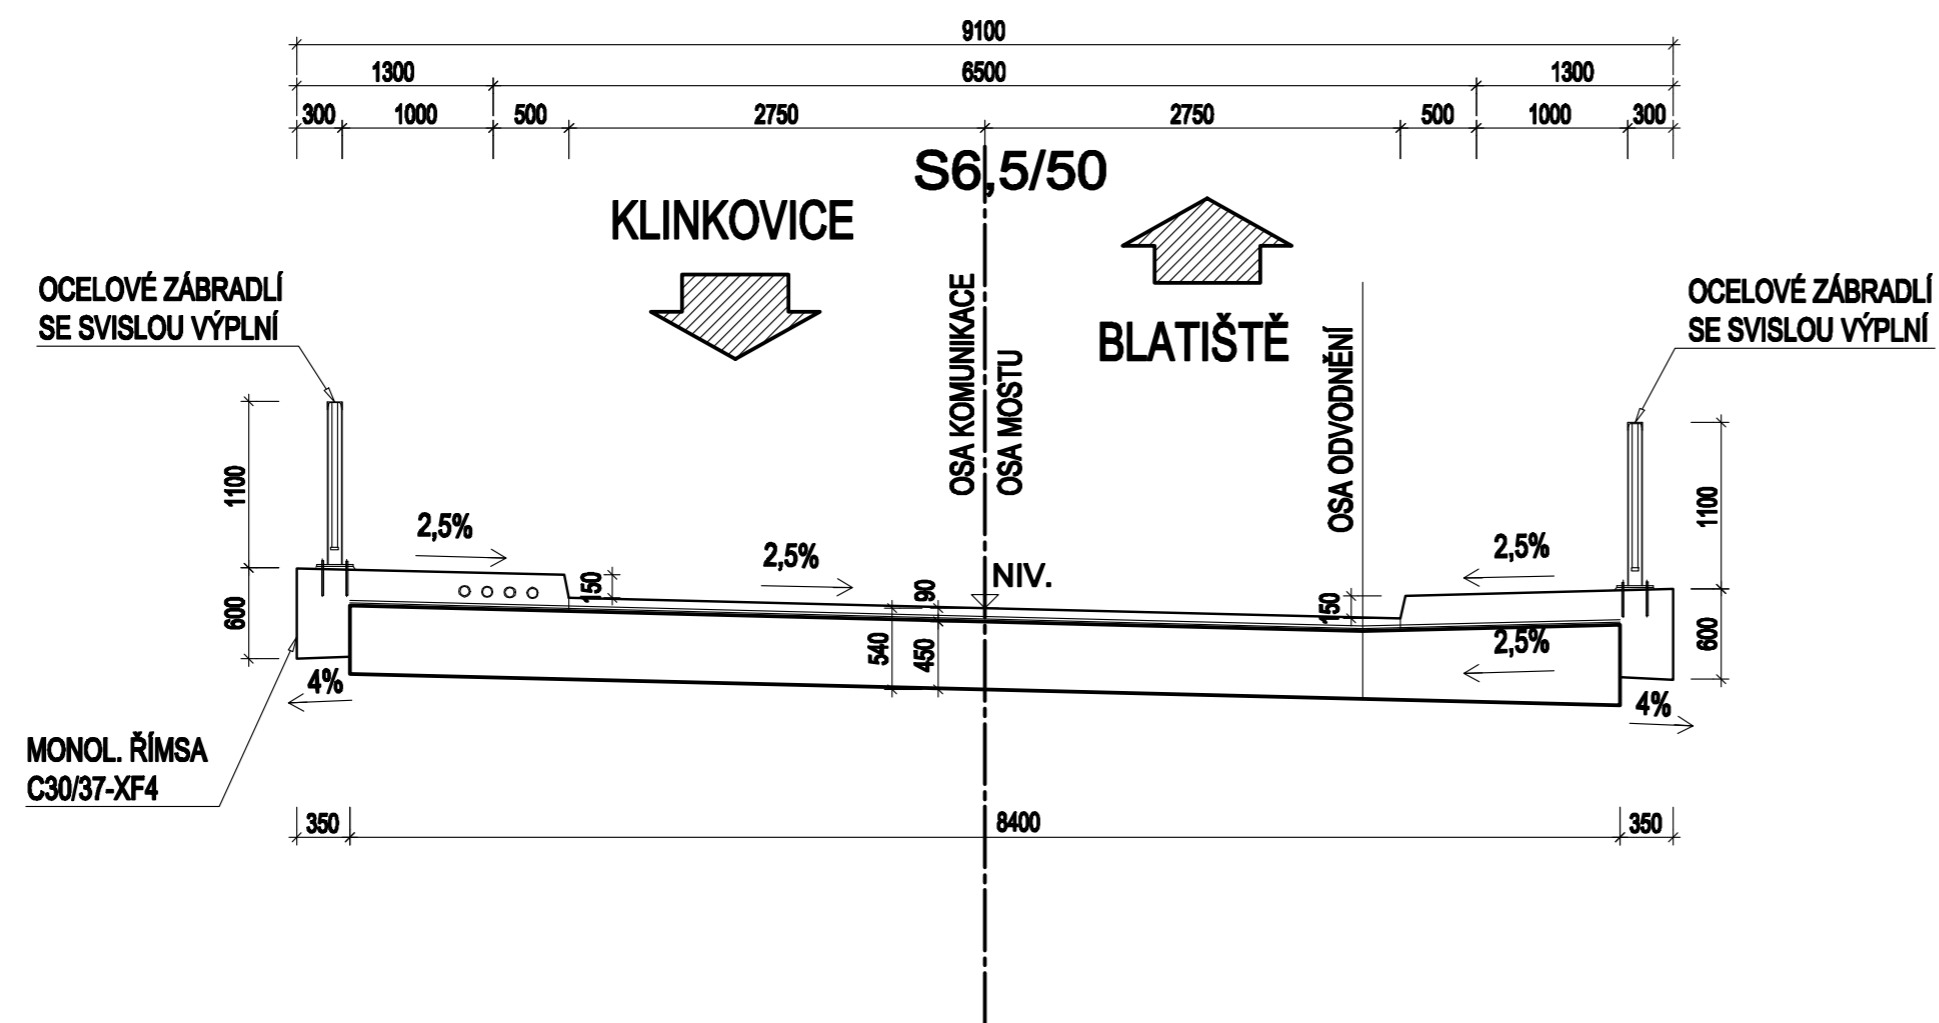 9100
1300 6500 1300
300 1000 500 2750 2750 500 1000 300
S6,5/50
KLINKOVICE
BLATIŠTĚ
OCELOVÉ ZÁBRADLÍ
SE SVISLOU VÝPLNÍ
OCELOVÉ ZÁBRADLÍ
SE SVISLOU VÝPLNÍ
OSA KOMUNIKACE
OSA MOSTU
OSA ODVODNĚNÍ
1100
600
2,5%
150
2,5%
NIV.
90
540
450
2,5%
150
2,5%
1100
600
4%
4%
MONOL. ŘÍMSA
C30/37-XF4
350 8400 350